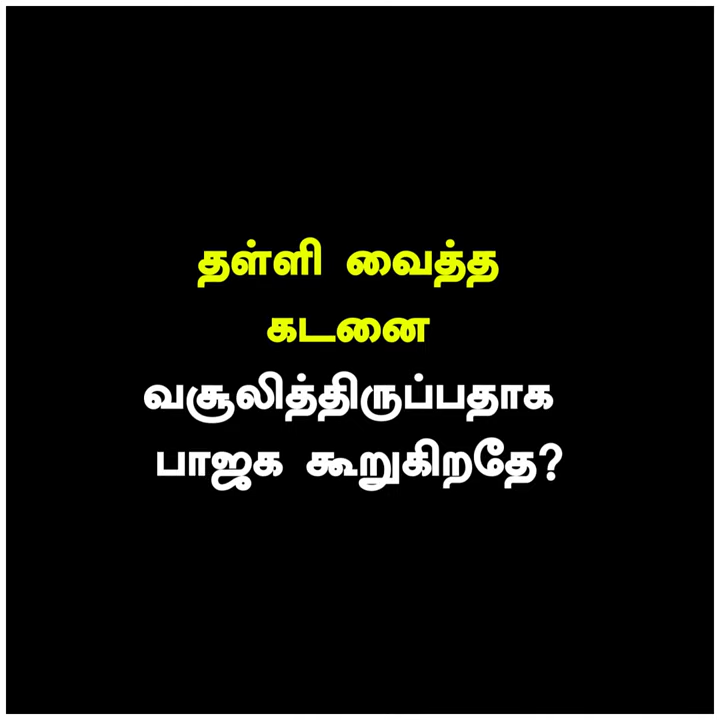 தள்ளி வைத்த
கடனை
வசூலித்திருப்பதாக
பாஜக கூறுகிறதே?